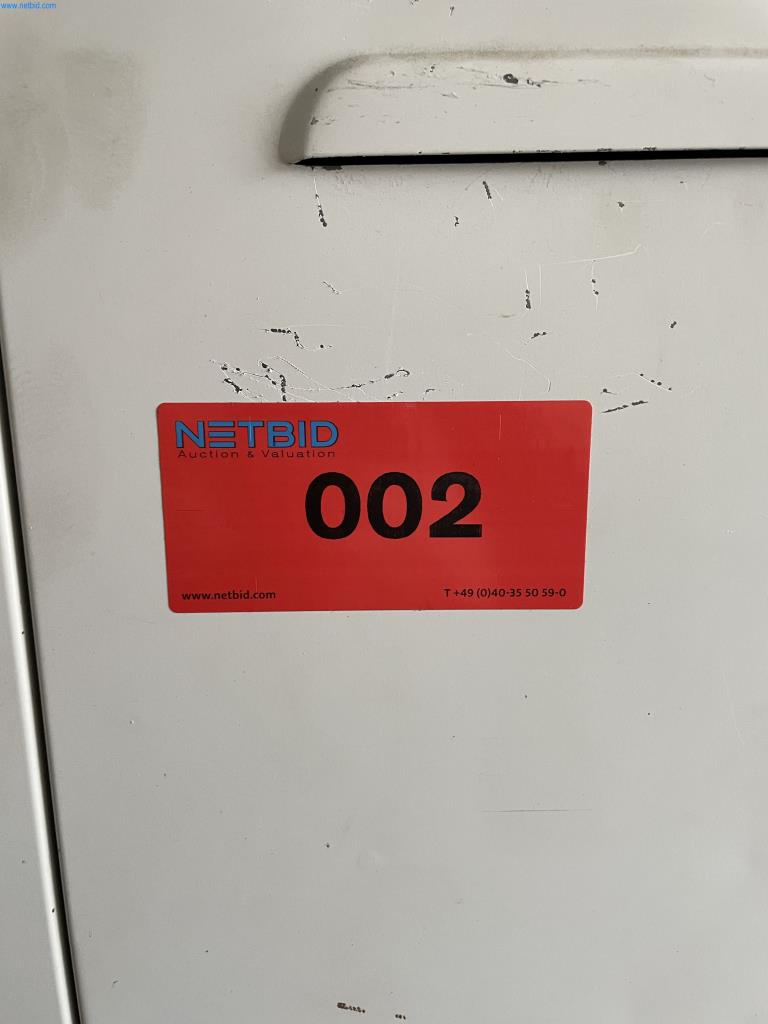 www.netbid.com
NETBID
Auction & Valuation
002
www.netbid.com
T +49 (0)40-35 50 59-0